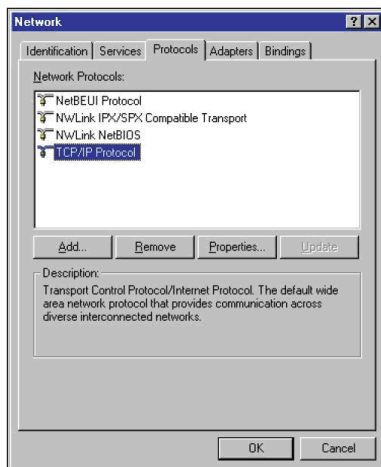 Network
Identification Services Protocols Adapters Bindings
Network Protocols:
NetBEUI Protocol
NWLink IPX/SPX Compatible Transport
NWLink NetBIOS
TCP/IP Protocol
Add... Remove Properties... Update
Description:
Transport Control Protocol/Internet Protocol. The default wide
area network protocol that provides communication across
diverse interconnected networks.
OK Cancel